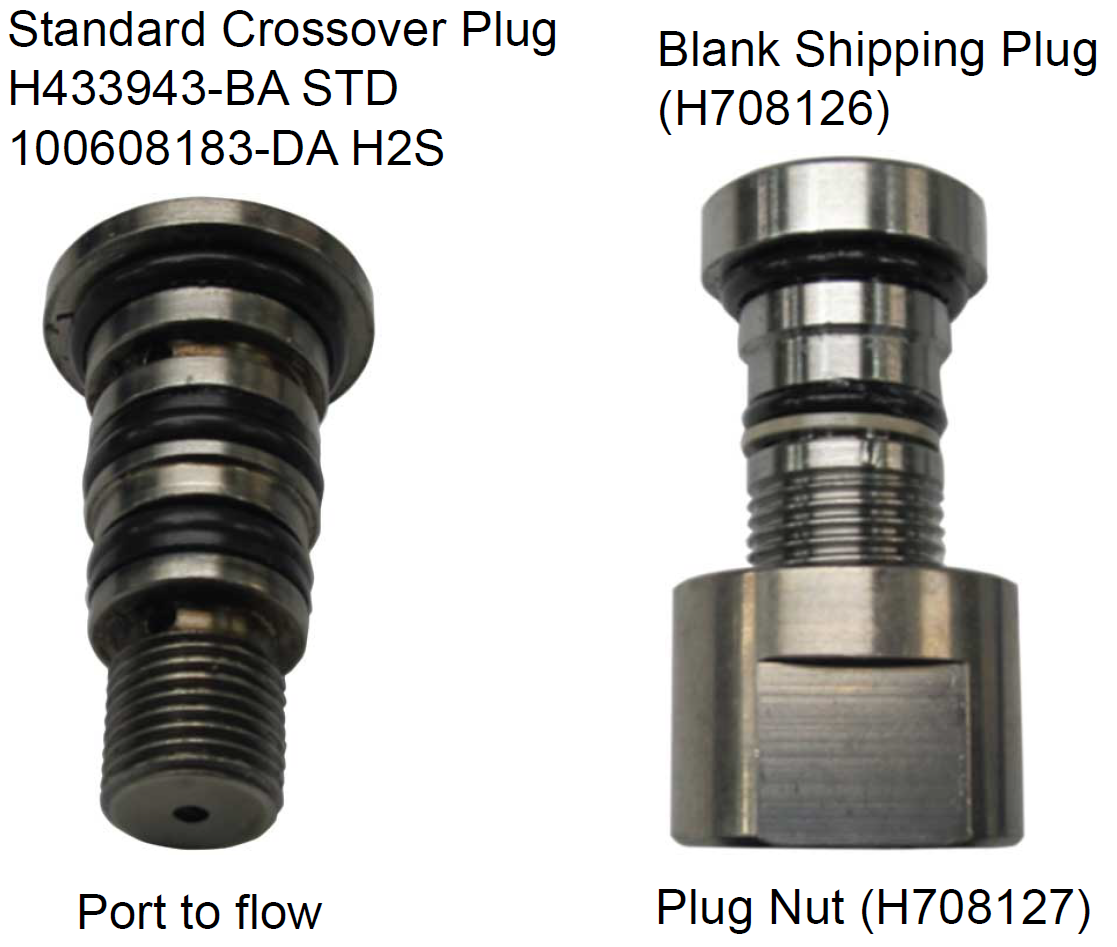 Standard Crossover Plug
H433943-BA STD
100608183-DA H2S
Blank Shipping Plug
(H708126)
Port to flow
Plug Nut (H708127)